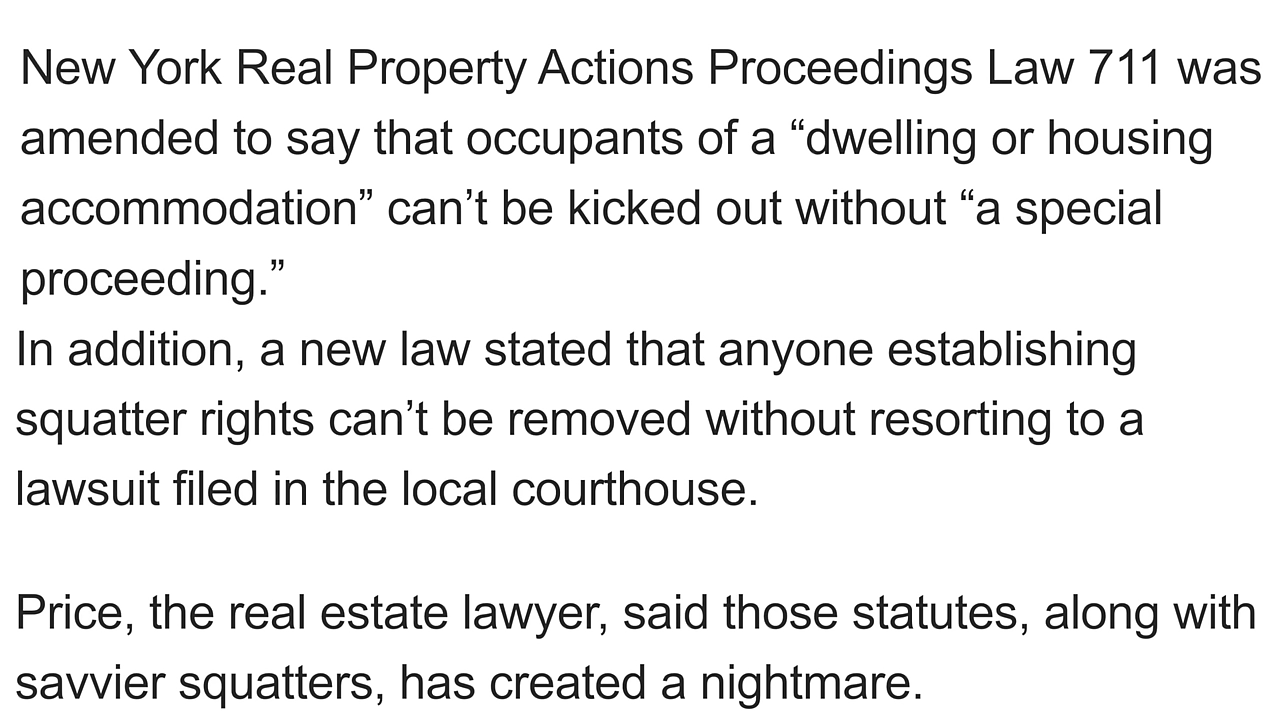 New York Real Property Actions Proceedings Law 711 was
amended to say that occupants of a “dwelling or housing
accommodation” can’t be kicked out without “a special
proceeding.”
In addition, a new law stated that anyone establishing
squatter rights can’t be removed without resorting to a
lawsuit filed in the local courthouse.
Price, the real estate lawyer, said those statutes, along with
savvier squatters, has created a nightmare.